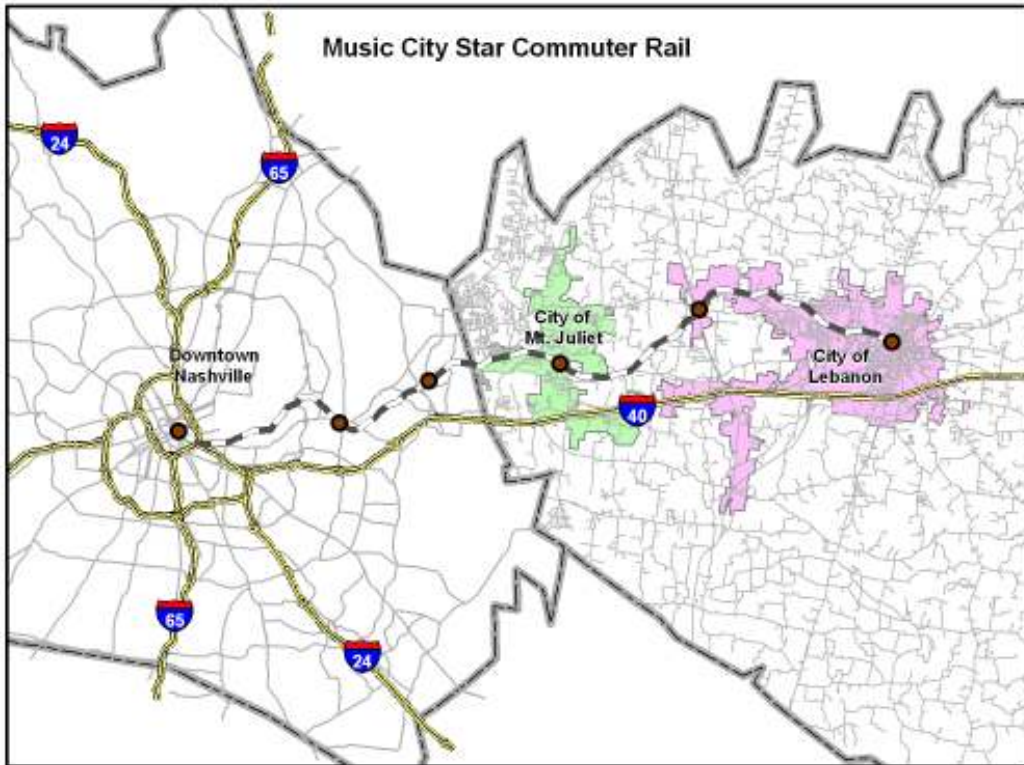 Music City Star Commuter Rail
24
65
City of
Mt. Juliet
Downtown
Nashville
City of
Lebanon
40
65
24